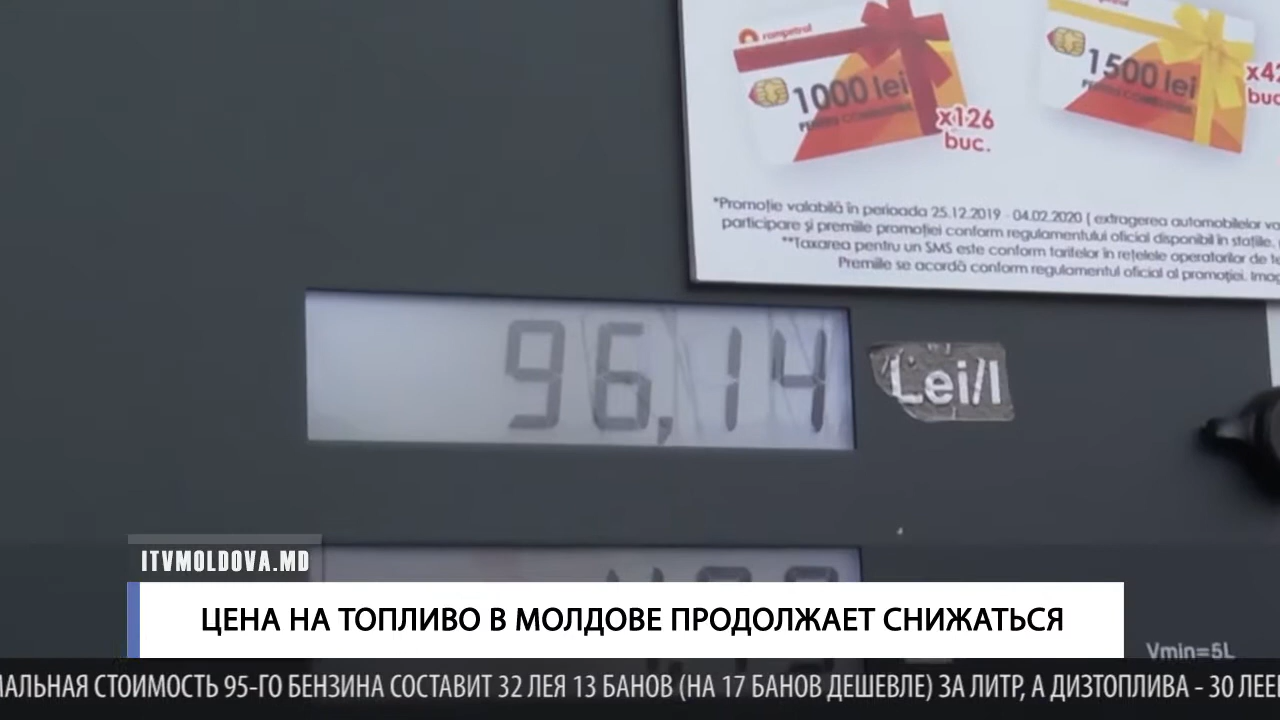 rompetrol
1000 lei
x126
buc.
1500 lei
x42
buc
*Promoție valabilă în perioada 25.12.2019 - 04.02.2020 ( extragerea automobilelor va
participare și premiile promoției conform regulamentului oficial disponibil în stațiile,
**Taxarea pentru un SMS este conform tarifelor în rețelele operatorilor de te
Premiile se acordă conform regulamentul oficial al promoției. Imag
96,14
Lei/l
ITVMOLDOVA.MD
ЦЕНА НА ТОПЛИВО В МОЛДОВЕ ПРОДОЛЖАЕТ СНИЖАТЬСЯ
Vmin=5L
МАЛЬНАЯ СТОИМОСТЬ 95-ГО БЕНЗИНА СОСТАВИТ 32 ЛЕЯ 13 БАНОВ (НА 17 БАНОВ ДЕШЕВЛЕ) ЗА ЛИТР, А ДИЗТОПЛИВА - 30 ЛЕЕ